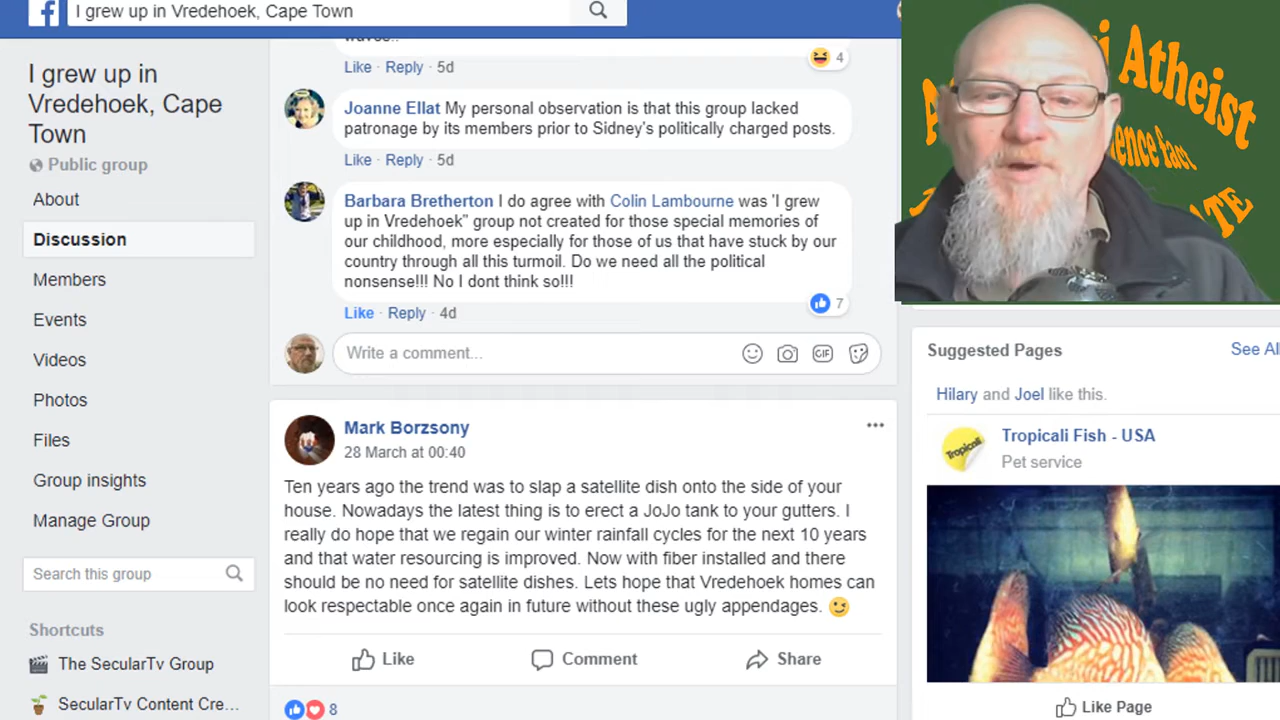 I grew up in Vredehoek, Cape Town
I grew up in
Vredehoek, Cape
Town
Public group
About
Discussion
Members
Events
Videos
Photos
Files
Group insights
Manage Group
Search this group
Shortcuts
The SecularTv Group
SecularTv Content Cre...
Like · Reply · 5d
4
Joanne Ellat My personal observation is that this group lacked
patronage by its members prior to Sidney's politically charged posts.
Like · Reply · 5d
Barbara Bretherton I do agree with Colin Lambourne was 'I grew
up in Vredehoek" group not created for those special memories of
our childhood, more especially for those of us that have stuck by our
country through all this turmoil. Do we need all the political
nonsense!!! No I dont think so!!!
7
Like · Reply · 4d
Write a comment...
GIF
Mark Borzsony
28 March at 00:40
Ten years ago the trend was to slap a satellite dish onto the side of your
house. Nowadays the latest thing is to erect a JoJo tank to your gutters. I
really do hope that we regain our winter rainfall cycles for the next 10 years
and that water resourcing is improved. Now with fiber installed and there
should be no need for satellite dishes. Lets hope that Vredehoek homes can
look respectable once again in future without these ugly appendages.
Like
Comment
Share
8
Atheist
fact
Suggested Pages
See All
Hilary and Joel like this.
Tropicali
Tropicali Fish - USA
Pet service
Like Page